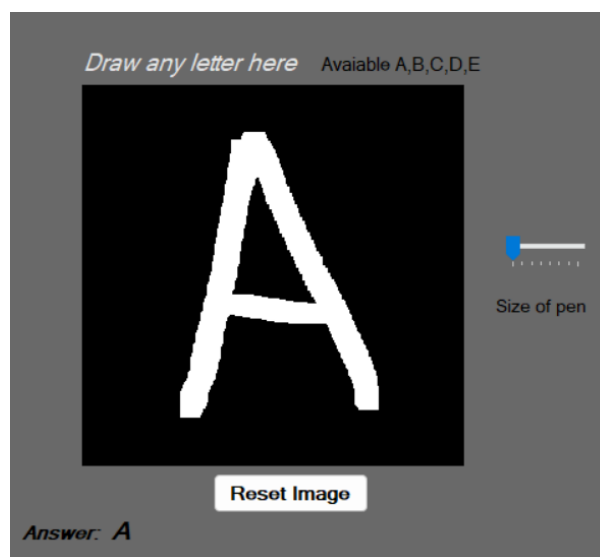 Draw any letter here Avaiable A,B,C,D,E
A
Size of pen
Reset Image
Answer: A